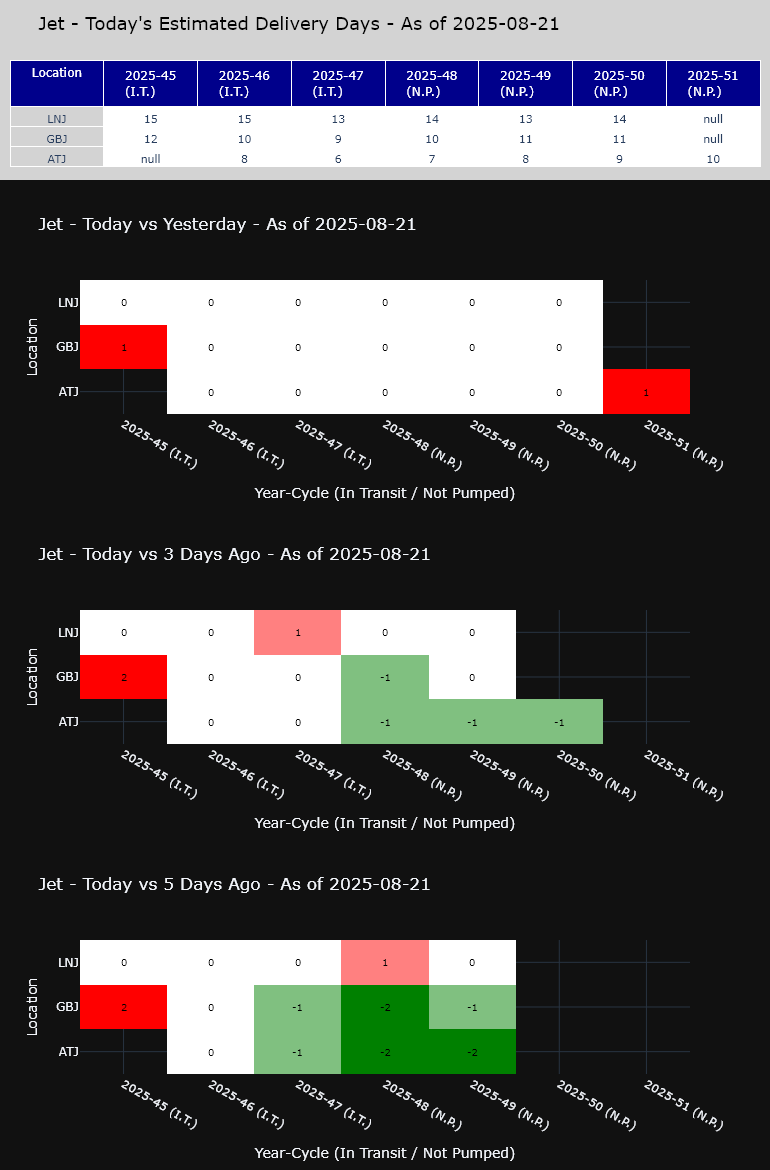 Jet - Today's Estimated Delivery Days - As of 2025-08-21
Location 2025-45 (I.T.) 2025-46 (I.T.) 2025-47 (I.T.) 2025-48 (N.P.) 2025-49 (N.P.) 2025-50 (N.P.) 2025-51 (N.P.)
LNJ 15 15 13 14 13 14 null
GBJ 12 10 9 10 11 11 null
ATJ null 8 6 7 8 9 10
Jet - Today vs Yesterday - As of 2025-08-21
Location
LNJ 0 0 0 0 0 0
GBJ 1 0 0 0 0 0
ATJ 0 0 0 0 0 1
2025-45 (I.T.) 2025-46 (I.T.) 2025-47 (I.T.) 2025-48 (N.P.) 2025-49 (N.P.) 2025-50 (N.P.) 2025-51 (N.P.)
Year-Cycle (In Transit / Not Pumped)
Jet - Today vs 3 Days Ago - As of 2025-08-21
Location
LNJ 0 0 1 0 0
GBJ 2 0 0 -1 0
ATJ 0 0 -1 -1 -1
2025-45 (I.T.) 2025-46 (I.T.) 2025-47 (I.T.) 2025-48 (N.P.) 2025-49 (N.P.) 2025-50 (N.P.) 2025-51 (N.P.)
Year-Cycle (In Transit / Not Pumped)
Jet - Today vs 5 Days Ago - As of 2025-08-21
Location
LNJ 0 0 0 1 0
GBJ 2 0 -1 -2 -1
ATJ 0 -1 -2 -2
2025-45 (I.T.) 2025-46 (I.T.) 2025-47 (I.T.) 2025-48 (N.P.) 2025-49 (N.P.) 2025-50 (N.P.) 2025-51 (N.P.)
Year-Cycle (In Transit / Not Pumped)